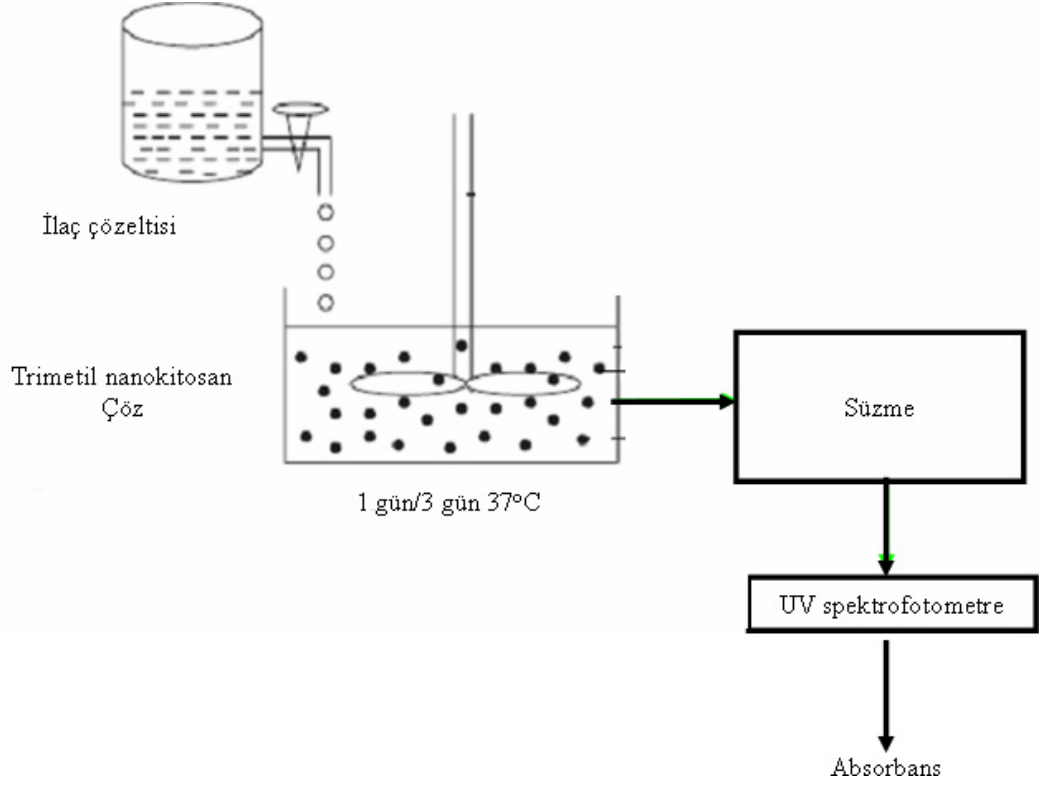 İlaç çözeltisi
Trimetil nanokitosan
Çöz
Süzme
1 gün/3 gün 37°C
UV spektrofotometre
Absorbans